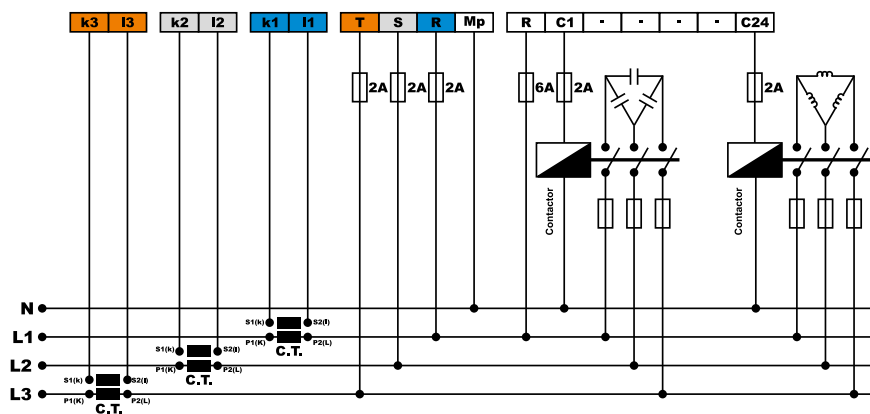 k3 l3 k2 l2 k1 l1 T S R Mp R C1 - - - - C24
2A 2A 2A 6A 2A 2A
Contactor Contactor
N
S1(k) S2(l)
L1
P1(K) P2(L)
C.T.
S1(k) S2(l)
L2
P1(K) P2(L)
C.T.
S1(k) S2(l)
L3
P1(K) P2(L)
C.T.